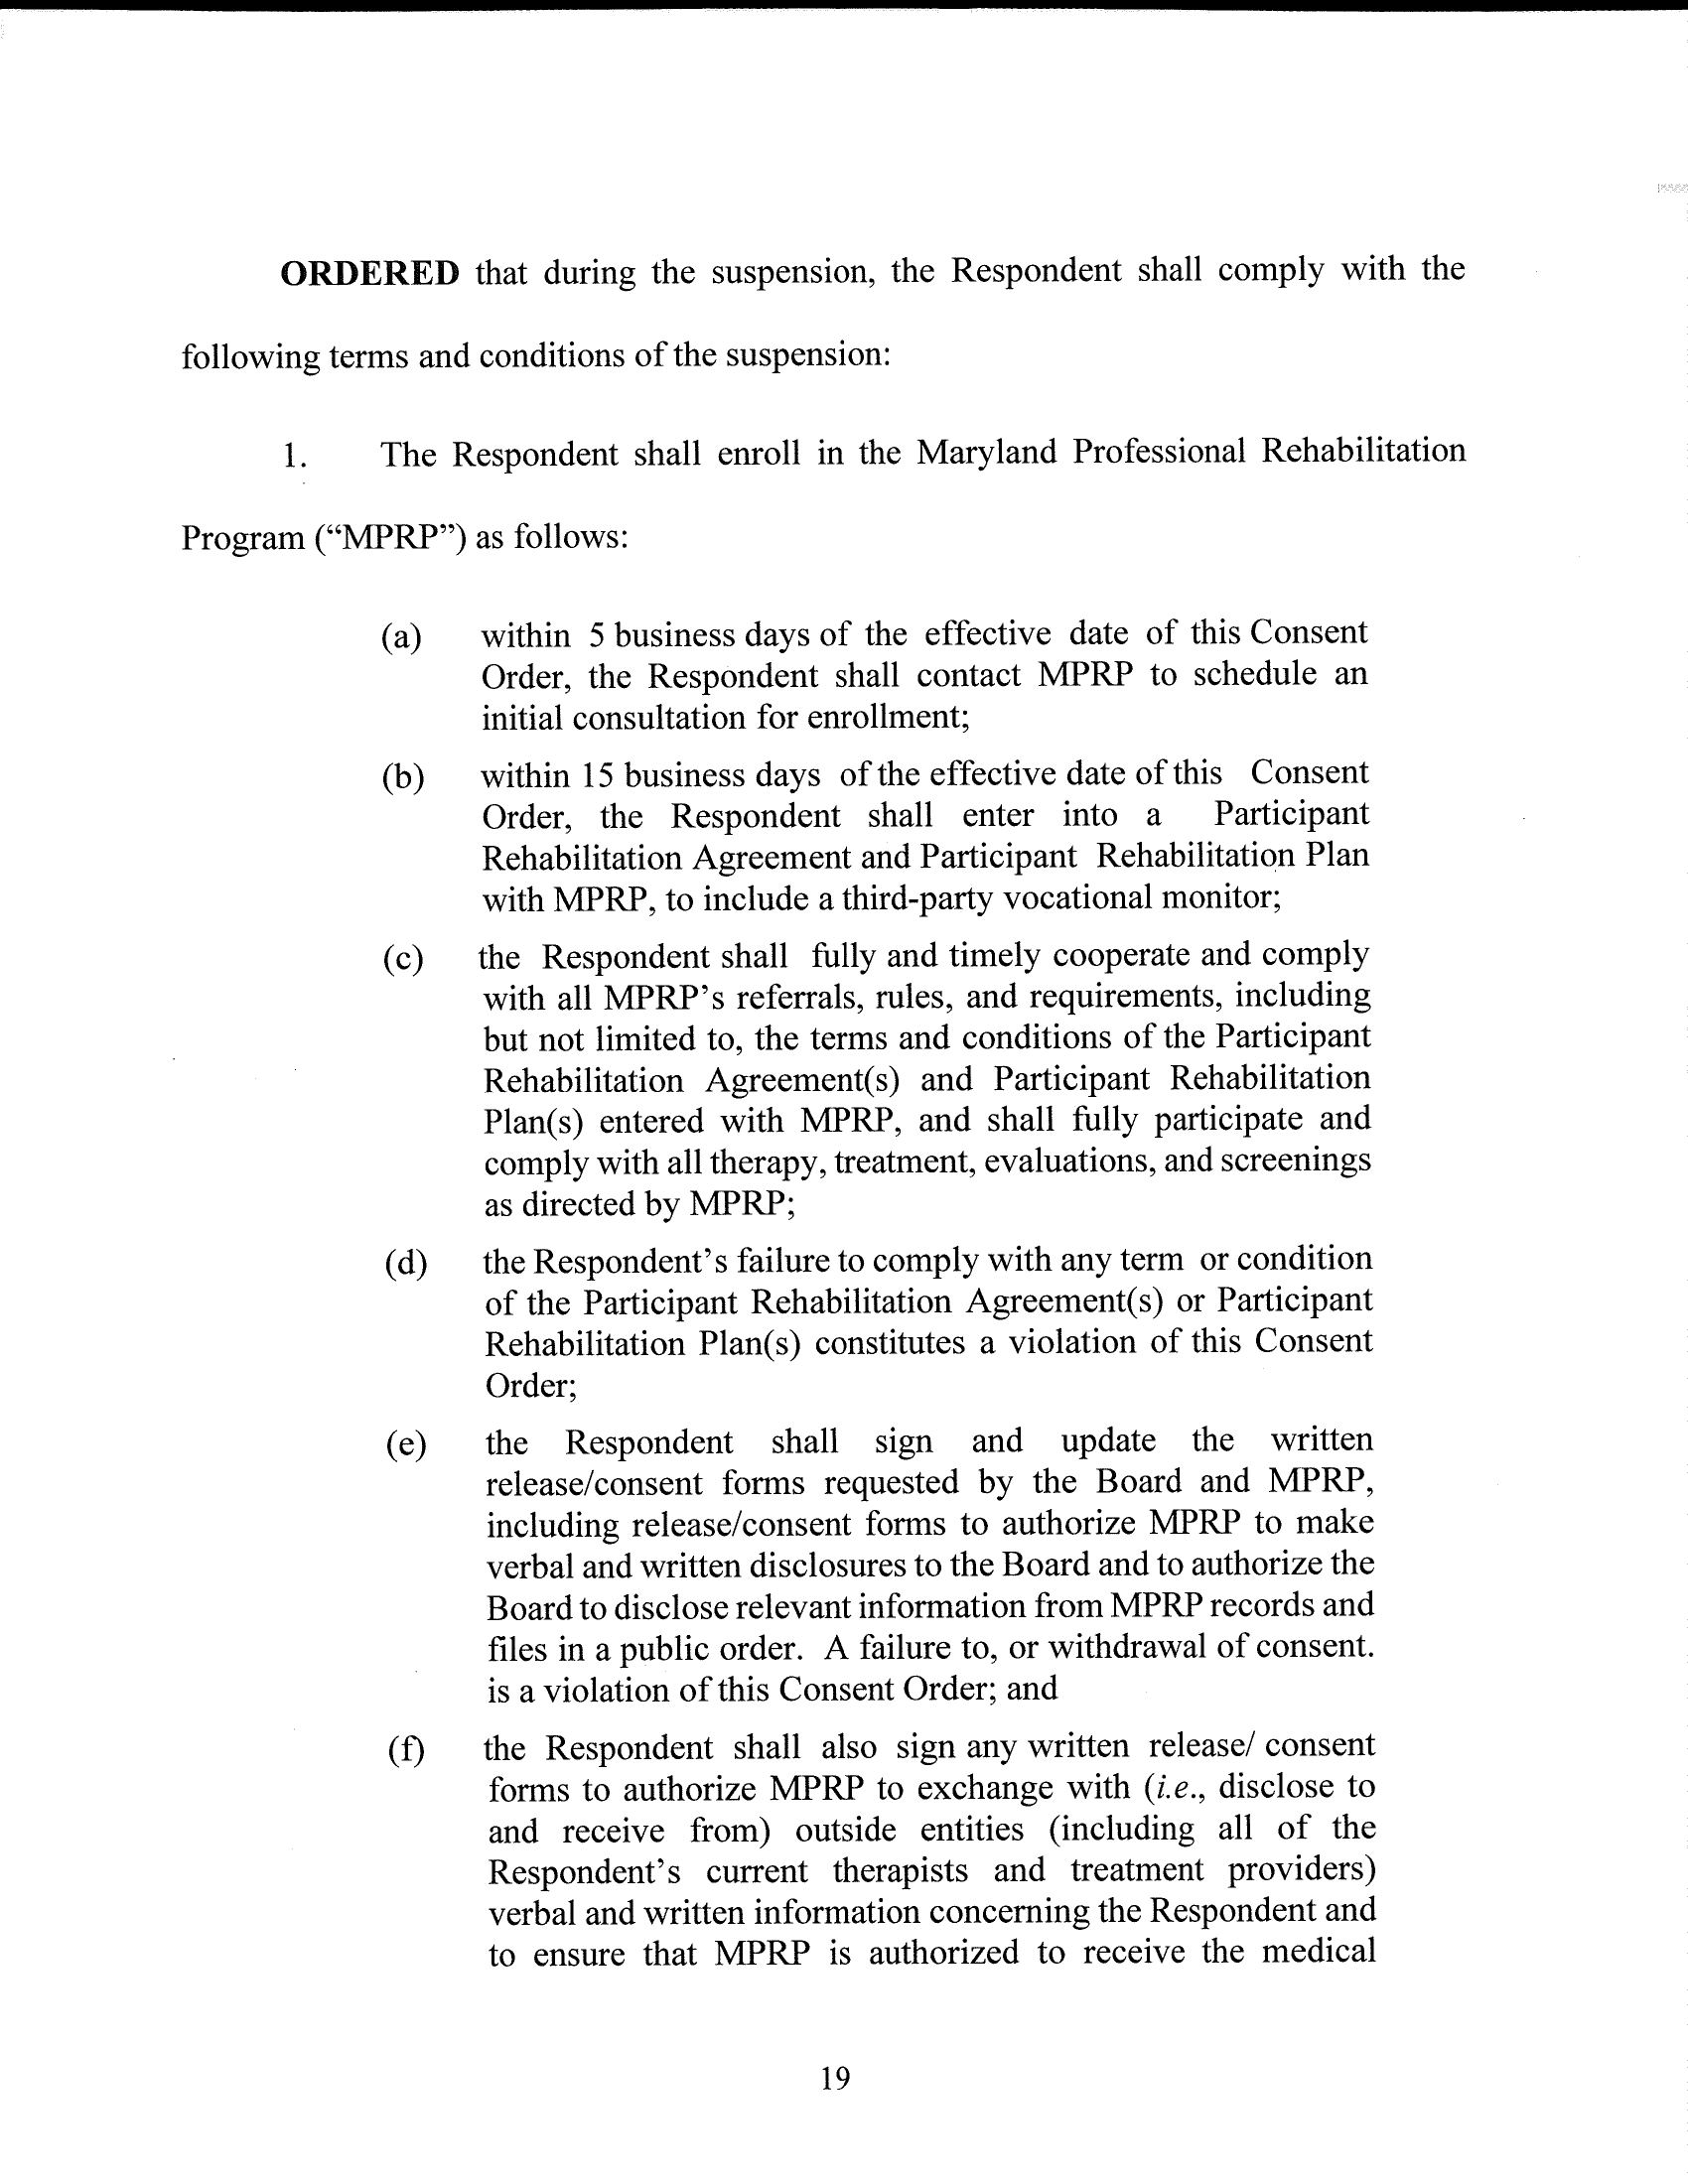 ORDERED that during the suspension, the Respondent shall comply with the
following terms and conditions of the suspension:
1. The Respondent shall enroll in the Maryland Professional Rehabilitation
Program (“MPRP”) as follows:
(a) within 5 business days of the effective date of this Consent
Order, the Respondent shall contact MPRP to schedule an
initial consultation for enrollment;
(b) within 15 business days of the effective date of this Consent
Order, the Respondent shall enter into a Participant
Rehabilitation Agreement and Participant Rehabilitation Plan
with MPRP, to include a third-party vocational monitor;
(c) the Respondent shall fully and timely cooperate and comply
with all MPRP’s referrals, rules, and requirements, including
but not limited to, the terms and conditions of the Participant
Rehabilitation Agreement(s) and Participant Rehabilitation
Plan(s) entered with MPRP, and shall fully participate and
comply with all therapy, treatment, evaluations, and screenings
as directed by MPRP;
(d) the Respondent’s failure to comply with any term or condition
of the Participant Rehabilitation Agreement(s) or Participant
Rehabilitation Plan(s) constitutes a violation of this Consent
Order;
(e) the Respondent shall sign and update the written
release/consent forms requested by the Board and MPRP,
including release/consent forms to authorize MPRP to make
verbal and written disclosures to the Board and to authorize the
Board to disclose relevant information from MPRP records and
files in a public order. A failure to, or withdrawal of consent.
is a violation of this Consent Order; and
(f) the Respondent shall also sign any written release/ consent
forms to authorize MPRP to exchange with (i.e., disclose to
and receive from) outside entities (including all of the
Respondent’s current therapists and treatment providers)
verbal and written information concerning the Respondent and
to ensure that MPRP is authorized to receive the medical
19